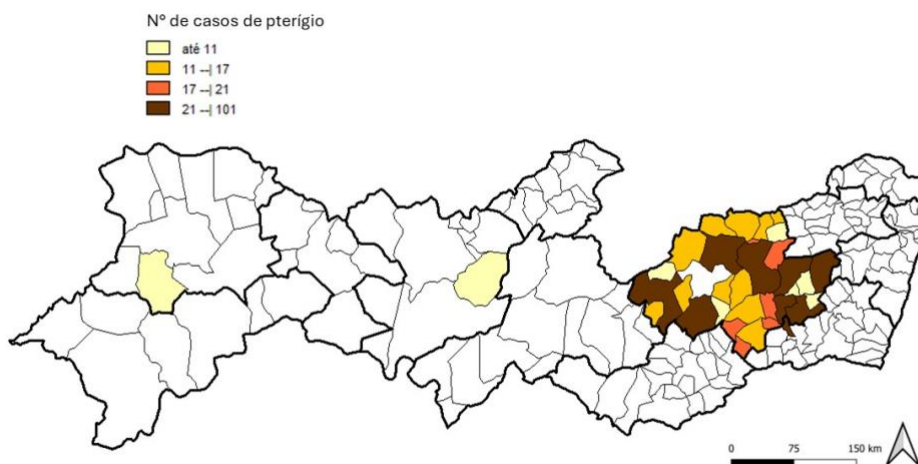 Nº de casos de pterígio
até 11
11 --| 17
17 --| 21
21 --| 101
0 75 150 km